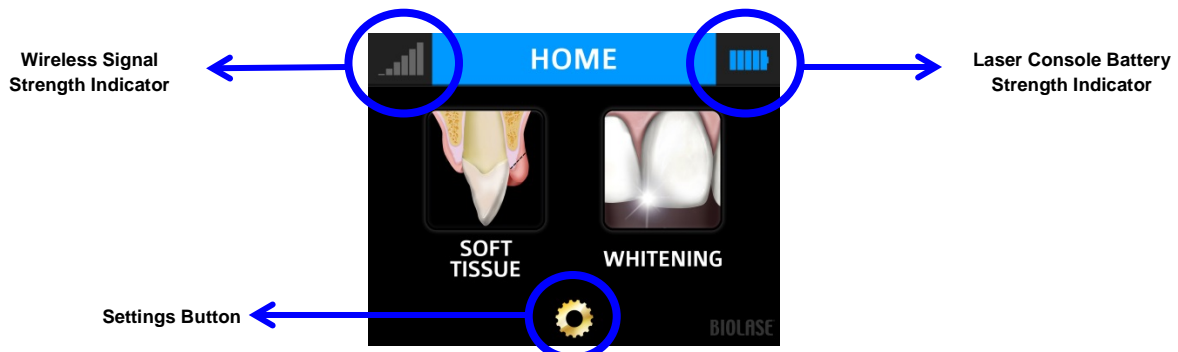 Wireless Signal
Strength Indicator
HOME
Laser Console Battery
Strength Indicator
SOFT
TISSUE
WHITENING
Settings Button
BIOLASE